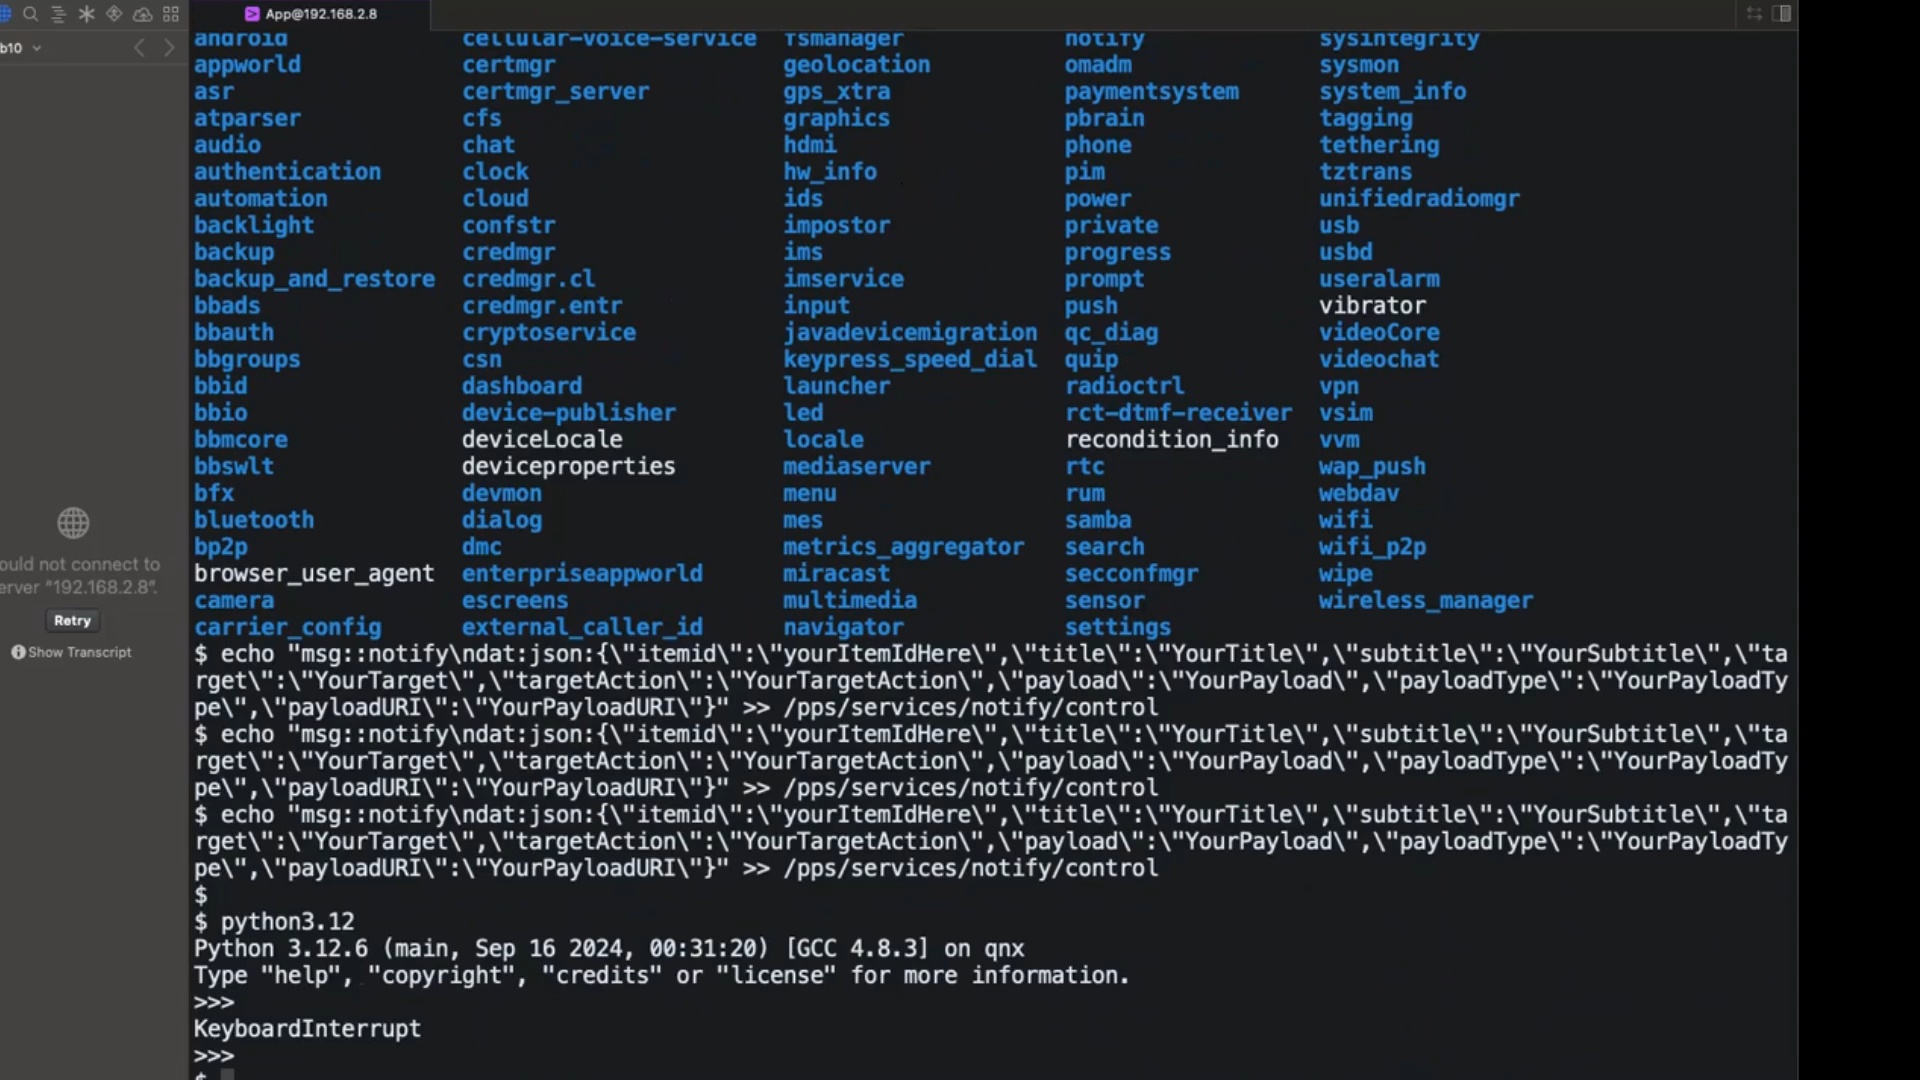 App@192.168.2.8
b10
android cellular-voice-service fsmanager notify sysintegrity
appworld certmgr geolocation omadm sysmon
asr certmgr_server gps_xtra paymentsystem system_info
atparser cfs graphics pbrain tagging
audio chat hdmi phone tethering
authentication clock hw_info pim tztrans
automation cloud ids power unifiedradiomgr
backlight confstr impostor private usb
backup credmgr ims progress usbd
backup_and_restore credmgr.cl imservice prompt useralarm
bbads credmgr.entr input push vibrator
bbauth cryptoservice javadevicemigration qc_diag videoCore
bbgroups csn keypress_speed_dial quip videochat
bbid dashboard launcher radioctrl vpn
bbio device-publisher led rct-dtmf-receiver vsim
bbmcore deviceLocale locale recondition_info vvm
bbswlt deviceproperties mediaserver rtc wap_push
bfx devmon menu rum webdav
bluetooth dialog mes samba wifi
bp2p dmc metrics_aggregator search wifi_p2p
browser_user_agent enterpriseappworld miracast secconfmgr wipe
camera escreens multimedia sensor wireless_manager
carrier_config external_caller_id navigator settings
ould not connect to
erver “192.168.2.8”.
Retry
Show Transcript
$ echo "msg::notify\ndat:json:{\"itemid\":\"yourItemIdHere\",\"title\":\"YourTitle\",\"subtitle\":\"YourSubtitle\",\"ta
rget\":\"YourTarget\",\"targetAction\":\"YourTargetAction\",\"payload\":\"YourPayload\",\"payloadType\":\"YourPayloadTy
pe\",\"payloadURI\":\"YourPayloadURI\"}" >> /pps/services/notify/control
$ echo "msg::notify\ndat:json:{\"itemid\":\"yourItemIdHere\",\"title\":\"YourTitle\",\"subtitle\":\"YourSubtitle\",\"ta
rget\":\"YourTarget\",\"targetAction\":\"YourTargetAction\",\"payload\":\"YourPayload\",\"payloadType\":\"YourPayloadTy
pe\",\"payloadURI\":\"YourPayloadURI\"}" >> /pps/services/notify/control
$ echo "msg::notify\ndat:json:{\"itemid\":\"yourItemIdHere\",\"title\":\"YourTitle\",\"subtitle\":\"YourSubtitle\",\"ta
rget\":\"YourTarget\",\"targetAction\":\"YourTargetAction\",\"payload\":\"YourPayload\",\"payloadType\":\"YourPayloadTy
pe\",\"payloadURI\":\"YourPayloadURI\"}" >> /pps/services/notify/control
$
$ python3.12
Python 3.12.6 (main, Sep 16 2024, 00:31:20) [GCC 4.8.3] on qnx
Type "help", "copyright", "credits" or "license" for more information.
>>>
KeyboardInterrupt
>>>
$